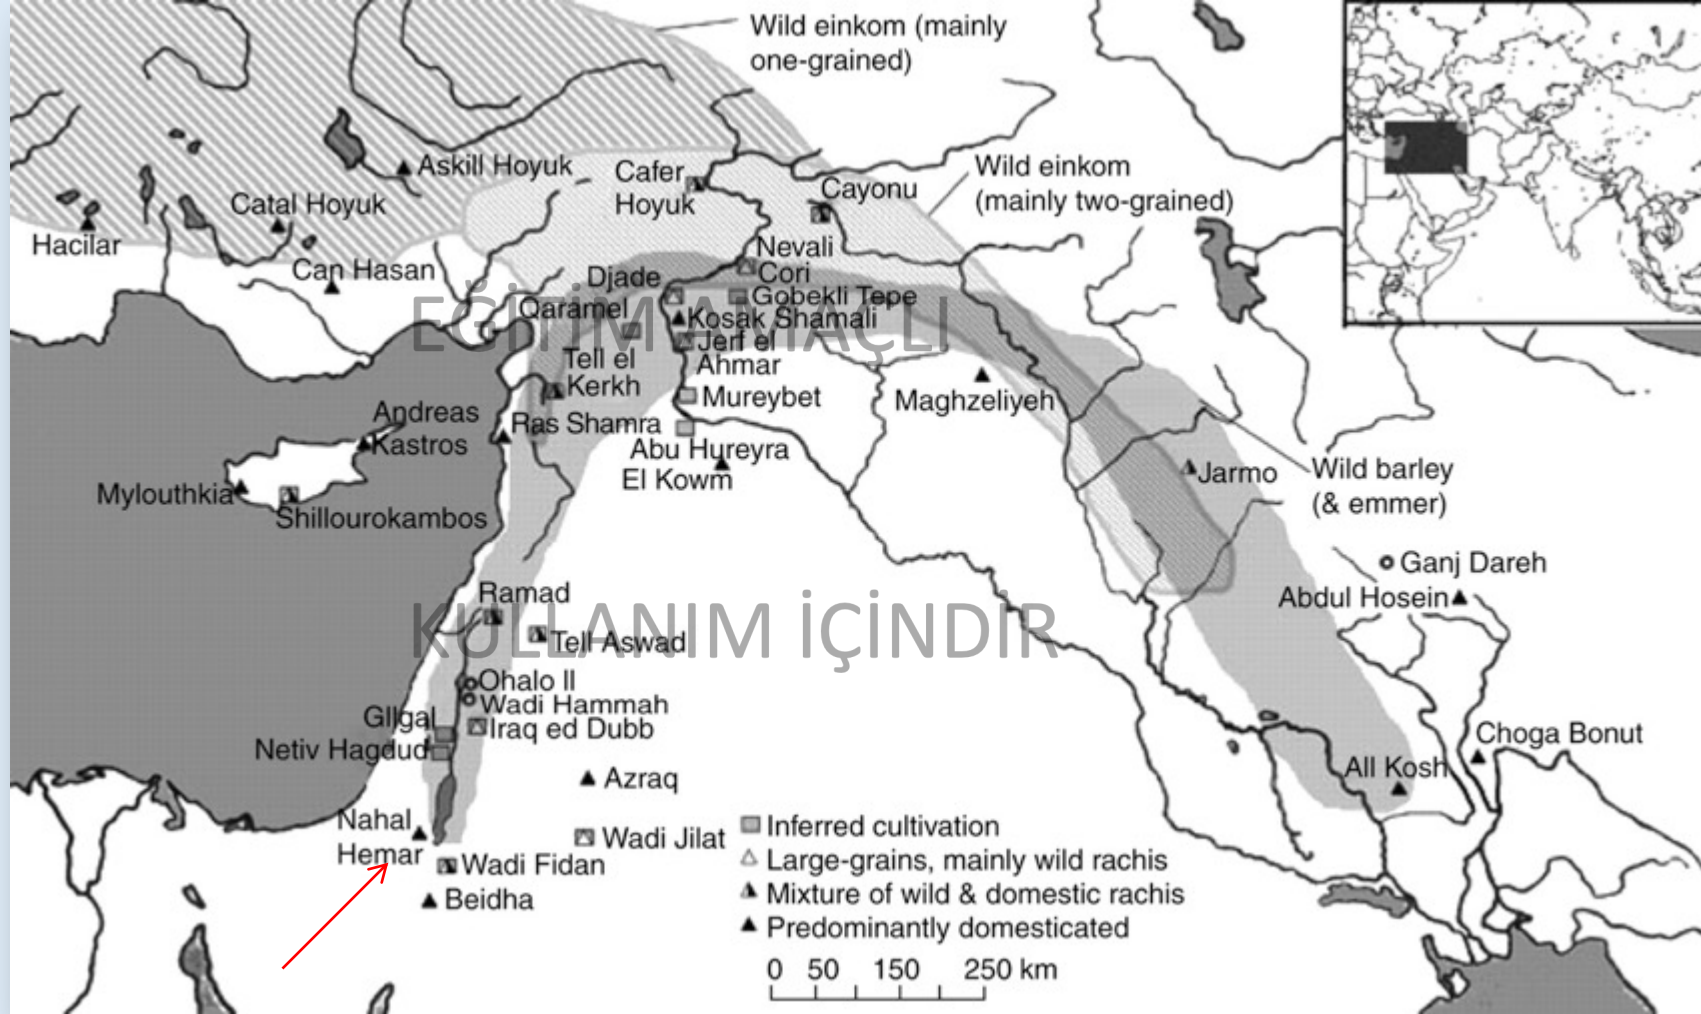 Wild einkom (mainly
one-grained)
Wild einkom
(mainly two-grained)
Askill Hoyuk
Cafer
Hoyuk
Cayonu
Catal Hoyuk
Hacilar
Can Hasan
Nevali
Cori
Djade
Gobekli Tepe
Qaramel
Kosak Shamali
EĞİTİM AMAÇLI
Jerf el
Ahmar
Tell el
Kerkh
Mureybet
Maghzeliyeh
Andreas
Kastros
Ras Shamra
Abu Hureyra
El Kowm
Jarmo
Wild barley
(& emmer)
Mylouthkia
Shillourokambos
Ganj Dareh
Abdul Hosein
Ramad
KULLANIM İÇİNDİR
Tell Aswad
Ohalo II
Wadi Hammah
Gllgal
Iraq ed Dubb
Netiv Hagdud
Choga Bonut
All Kosh
Azraq
Nahal
Hemar
Wadi Jilat
Wadi Fidan
Beidha
Inferred cultivation
Large-grains, mainly wild rachis
Mixture of wild & domestic rachis
Predominantly domesticated
0 50 150 250 km